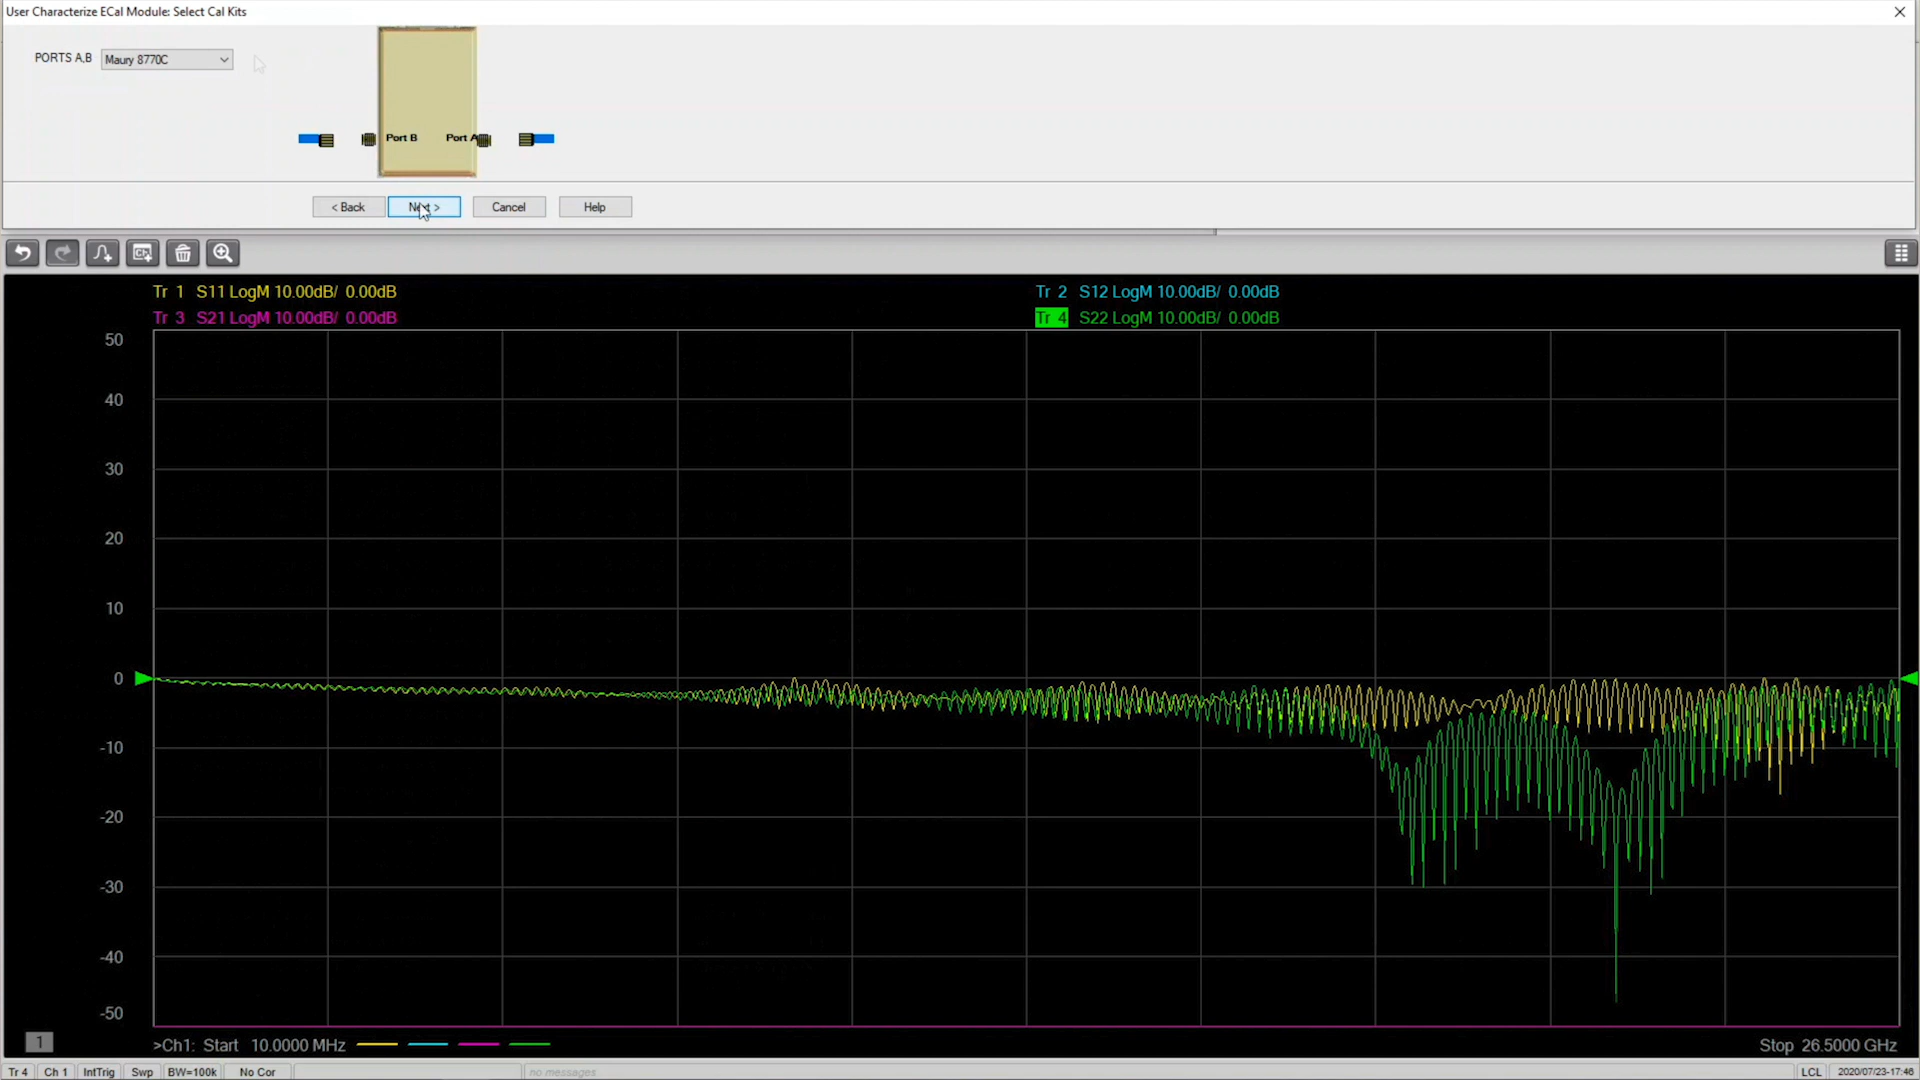 User Characterize ECal Module: Select Cal Kits
PORTS A,B Maury 8770C
Port B Port A
< Back Next > Cancel Help
Tr 1 S11 LogM 10.00dB/ 0.00dB
Tr 2 S12 LogM 10.00dB/ 0.00dB
Tr 3 S21 LogM 10.00dB/ 0.00dB
Tr 4 S22 LogM 10.00dB/ 0.00dB
50
40
30
20
10
0
-10
-20
-30
-40
-50
1
>Ch1: Start 10.0000 MHz
Stop 26.5000 GHz
Tr 4 Ch 1 IntTrig Swp BW=100k No Cor no messages LCL 2020/07/23-17:46